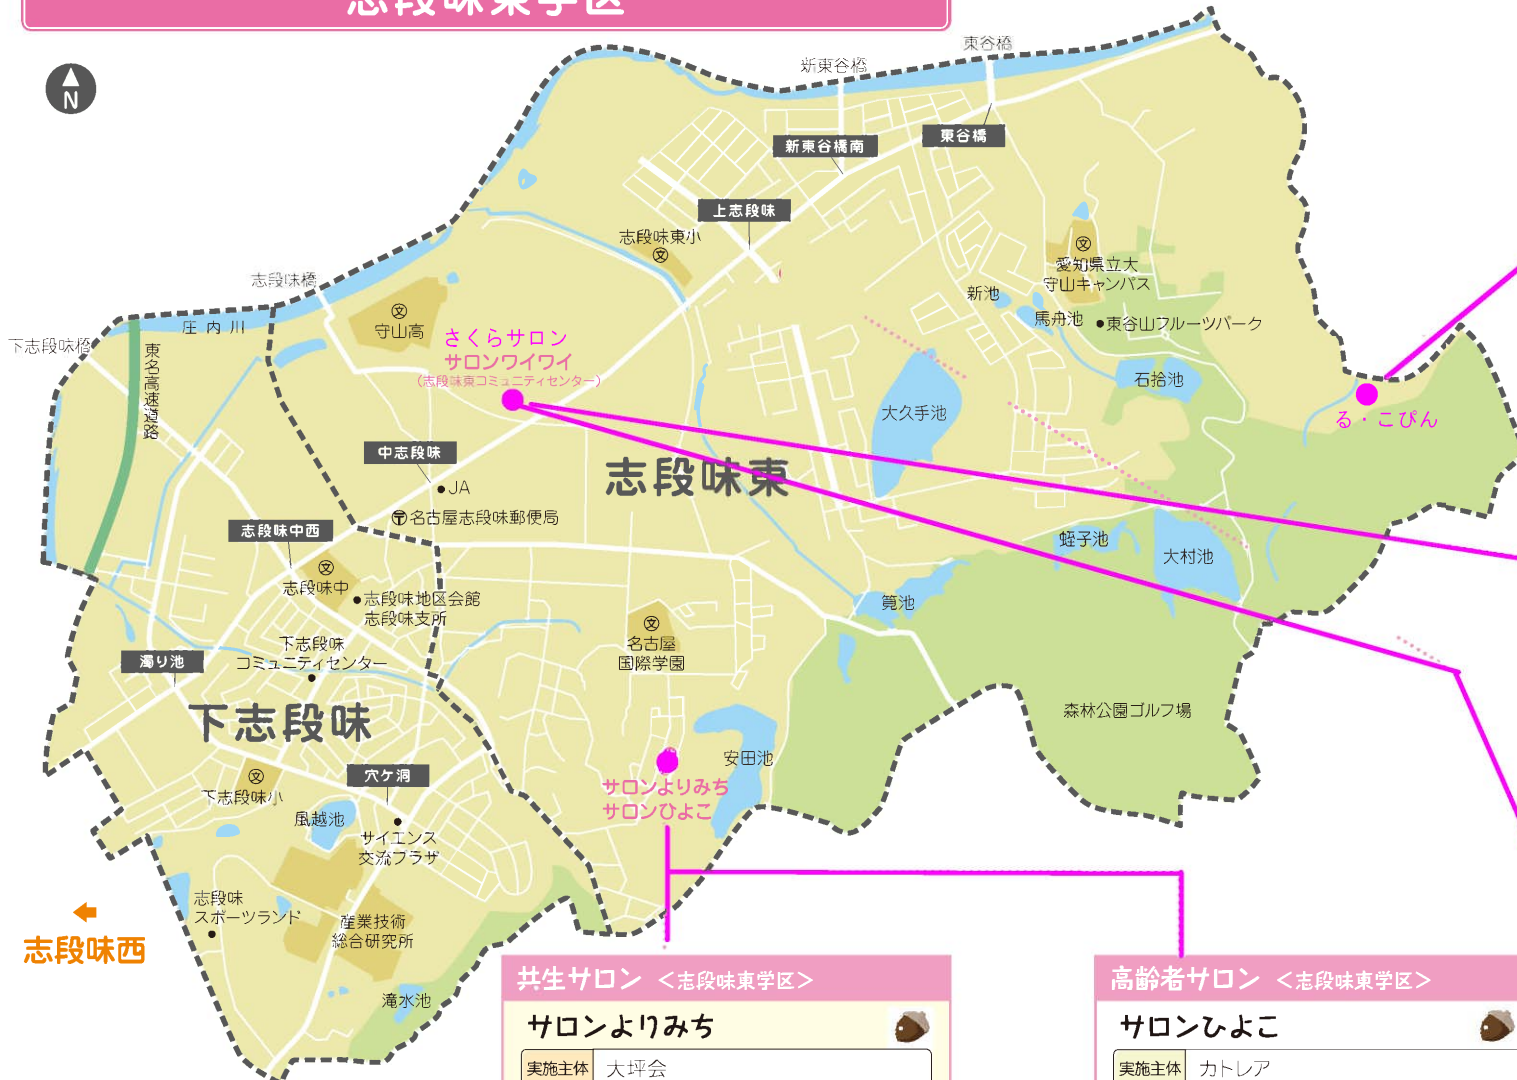 志段味東学区
N
東谷橋
新東谷橋
東谷橋
新東谷橋南
上志段味
志段味東小
文
文
愛知県立大
守山キャンパス
新池
馬舟池
東谷山フルーツパーク
石拾池
志段味橋
庄内川
下志段味橋
東名高速道路
文
守山高
さくらサロン
サロンワイワイ
（志段味東コミュニティセンター）
大久手池
る・こぴん
中志段味
志段味東
JA
〒名古屋志段味郵便局
志段味中西
文
志段味中
志段味地区会館
志段味支所
蛭子池
大村池
筧池
下志段味
コミュニティセンター
濁り池
文
名古屋
国際学園
下志段味
森林公園ゴルフ場
安田池
穴ケ洞
文
下志段味小
サロンよりみち
サロンひよこ
風越池
サイエンス
交流プラザ
志段味
スポーツランド
産業技術
総合研究所
志段味西
滝水池
共生サロン ＜志段味東学区＞
サロンよりみち
実施主体 大坪会
高齢者サロン ＜志段味東学区＞
サロンひよこ
実施主体 カトレア